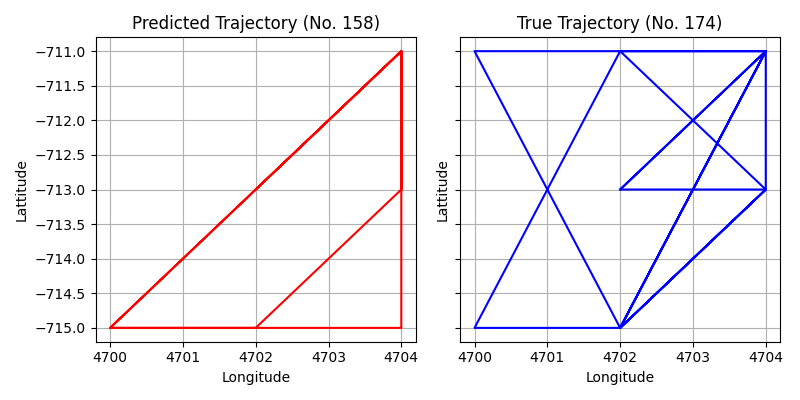 Predicted Trajectory (No. 158)
True Trajectory (No. 174)
−711.0
−711.5
−712.0
−712.5
−713.0
−713.5
−714.0
−714.5
−715.0
Lattitude
Lattitude
4700 4701 4702 4703 4704
4700 4701 4702 4703 4704
Longitude
Longitude